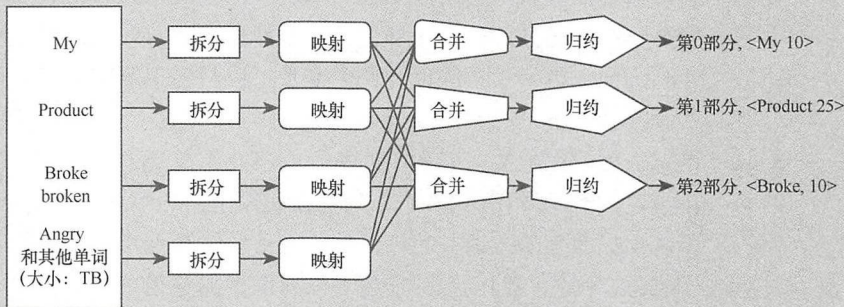 My
拆分
映射
合并
归约
第0部分, <My 10>
Product
拆分
映射
合并
归约
第1部分, <Product 25>
Broke
broken
拆分
映射
合并
归约
第2部分, <Broke, 10>
Angry
和其他单词
(大小：TB)
拆分
映射